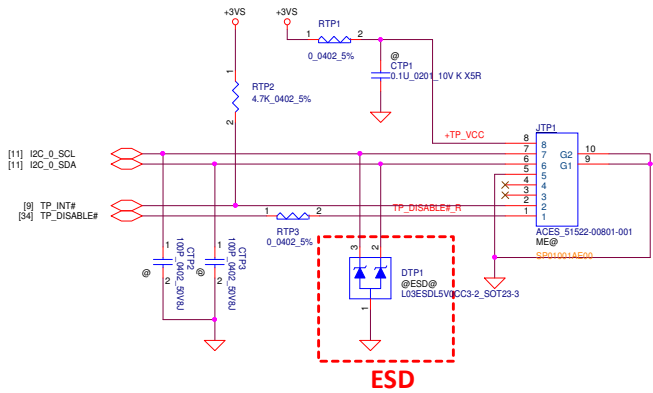 +3VS
+3VS
RTP1
1
2
0_0402_5%
@
CTP1
0.1U_0201_10V K X5R
1
RTP2
4.7K_0402_5%
2
+TP_VCC
JTP1
8
7
6
5
4
3
2
1
8
7
6
5
4
3
2
1
G2
G1
10
9
ACES_51522-00801-001
ME@
SP01001AE00
[11] I2C_0_SCL
[11] I2C_0_SDA
[9] TP_INT#
[34] TP_DISABLE#
TP_DISABLE#_R
1
2
RTP3
0_0402_5%
1
2
@
CTP2
100P_0402_50V8J
1
2
@
CTP3
100P_0402_50V8J
3
2
1
DTP1
@ESD@
L03ESDL5V0CC3-2_SOT23-3
ESD